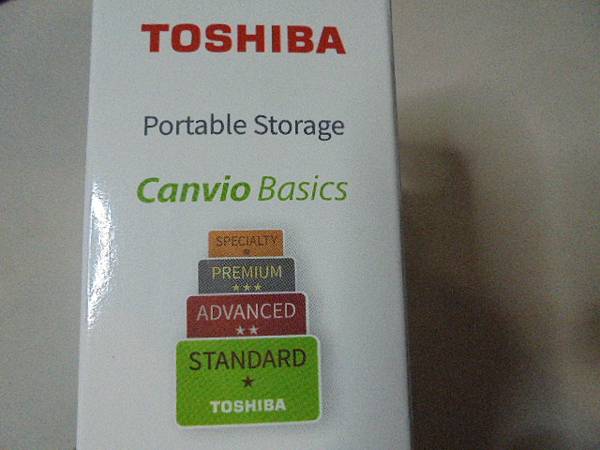 TOSHIBA
Portable Storage
Canvio Basics
SPECIALTY
PREMIUM
★★★
ADVANCED
★★
STANDARD
★
TOSHIBA